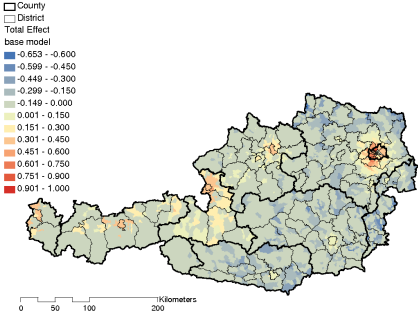 County
District
Total Effect
base model
-0.653 - -0.600
-0.599 - -0.450
-0.449 - -0.300
-0.299 - -0.150
-0.149 - 0.000
0.001 - 0.150
0.151 - 0.300
0.301 - 0.450
0.451 - 0.600
0.601 - 0.750
0.751 - 0.900
0.901 - 1.000
Kilometers
0 50 100 200